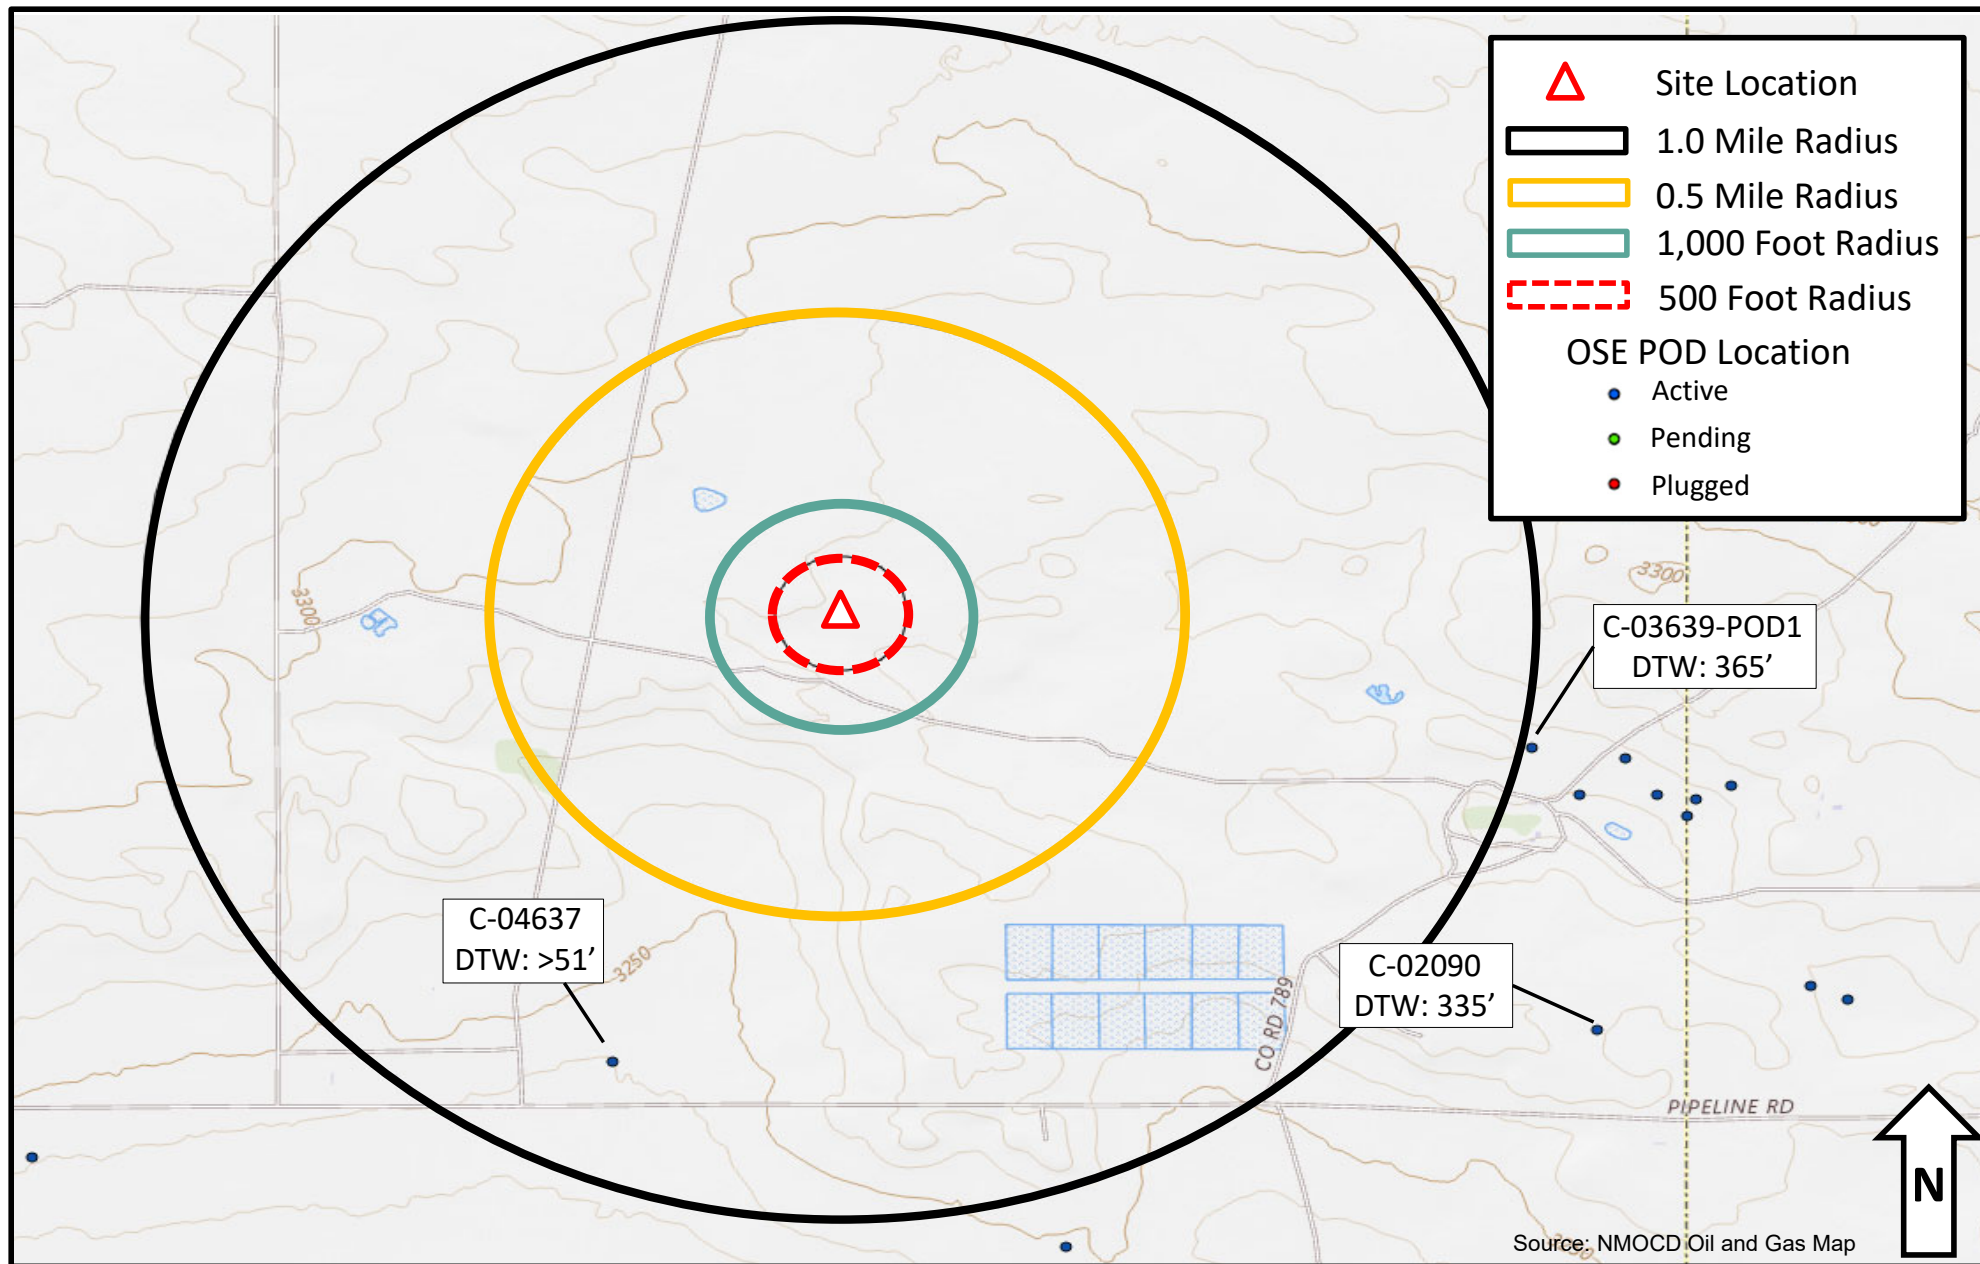 Site Location
1.0 Mile Radius
0.5 Mile Radius
1,000 Foot Radius
500 Foot Radius
OSE POD Location
Active
Pending
Plugged
3300
3300
C-03639-POD1
DTW: 365’
C-04637
DTW: >51’
3250
C-02090
DTW: 335’
CO RD 789
PIPELINE RD
N
Source: NMOCD Oil and Gas Map